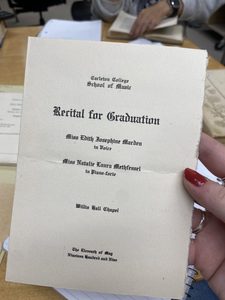 Carleton College
School of Music
Recital for Graduation
Miss Edith Josephine Marden
in Voice
Miss Natalie Laura Methfessel
in Piano-forte
Willis Hall Chapel
The Eleventh of May
Nineteen Hundred and Nine